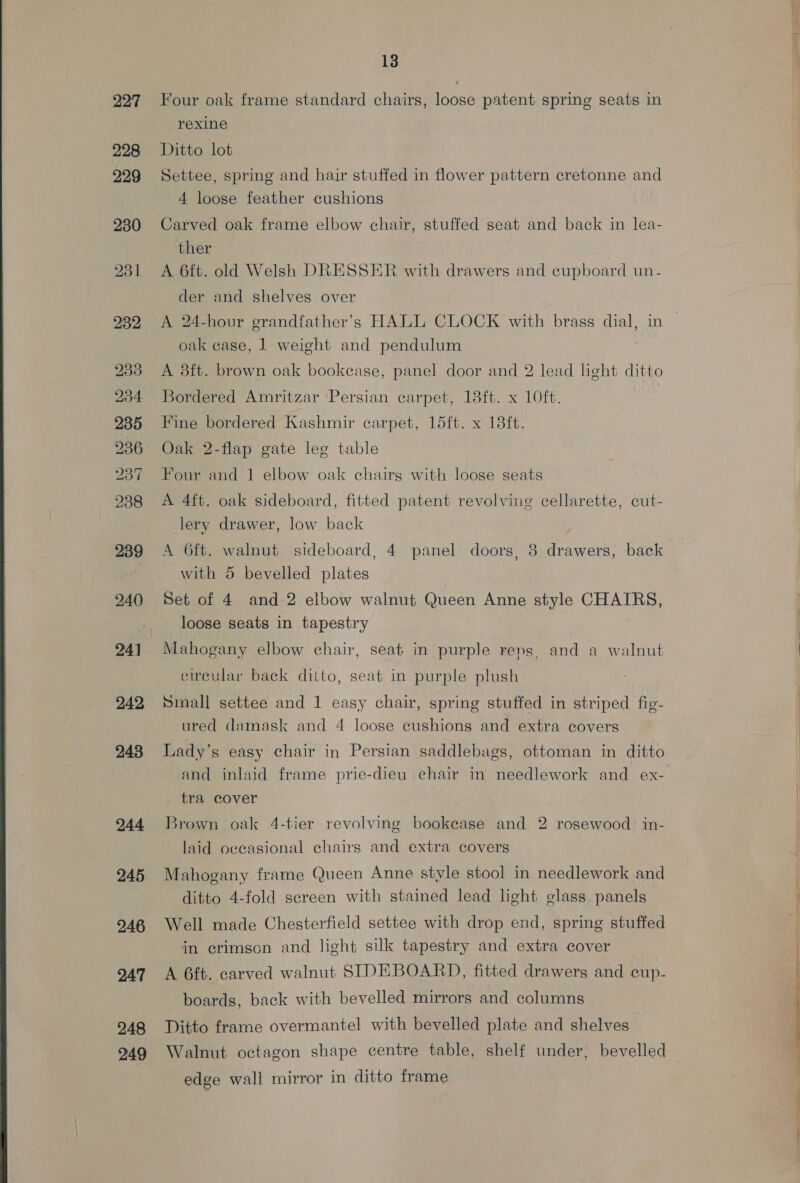 13
227 Four oak frame standard chairs, loose patent spring seats in
rexine
228 Ditto lot
229 Settee, spring and hair stuffed in flower pattern cretonne and
4 loose feather cushions
230 Carved oak frame elbow chair, stuffed seat and back in lea-
ther
231 A 6ft. old Welsh DRESSER with drawers and cupboard un-
der and shelves over
232 A 24-hour grandfather's HALL CLOCK with brass dial, in
oak case, 1 weight and pendulum
233 A 3ft. brown oak bookcase, panel door and 2 lead light ditto
234 Bordered Amritzar Persian carpet, 13ft. x 10ft.
235 Fine bordered Kashmir carpet, 15ft. x 13ft.
236 Oak 2-flap gate leg table
237 Four and 1 elbow oak chairs with loose seats
238 A 4ft. oak sideboard, fitted patent revolving cellarette, cut-
lery drawer, low back
239 A 6ft. walnut sideboard, 4 panel doors, 3 drawers, back
with 5 bevelled plates
240 Set of 4 and 2 elbow walnut Queen Anne style CHAIRS,
loose seats in tapestry
241 Mahogany elbow chair, seat in purple reps, and a walnut
circular back ditto, seat in purple plush
242 Small settee and 1 easy chair, spring stuffed in striped fig-
ured damask and 4 loose cushions and extra covers
243 Lady's easy chair in Persian saddlebags, ottoman in ditto
and inlaid frame prie-dieu chair in needlework and ex-
tra cover
244 Brown oak 4-tier revolving bookcase and 2 rosewood in-
laid occasional chairs and extra covers
245 Mahogany frame Queen Anne style stool in needlework and
ditto 4-fold screen with stained lead light glass panels
246 Well made Chesterfield settee with drop end, spring stuffed
in crimson and light silk tapestry and extra cover
247 A 6ft. carved walnut SIDEBOARD, fitted drawers and cup-
boards, back with bevelled mirrors and columns
248 Ditto frame overmantel with bevelled plate and shelves
249 Walnut octagon shape centre table, shelf under, bevelled
edge wall mirror in ditto frame